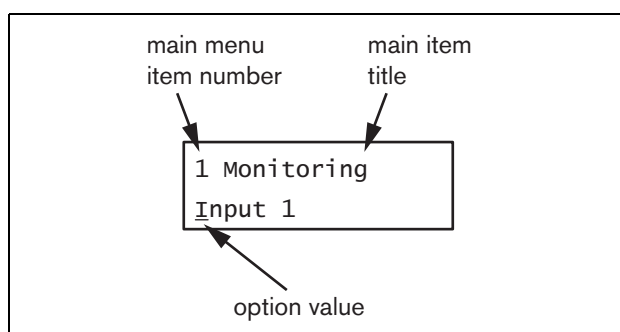 main menu
item number
main item
title
1 Monitoring
Input 1
option value